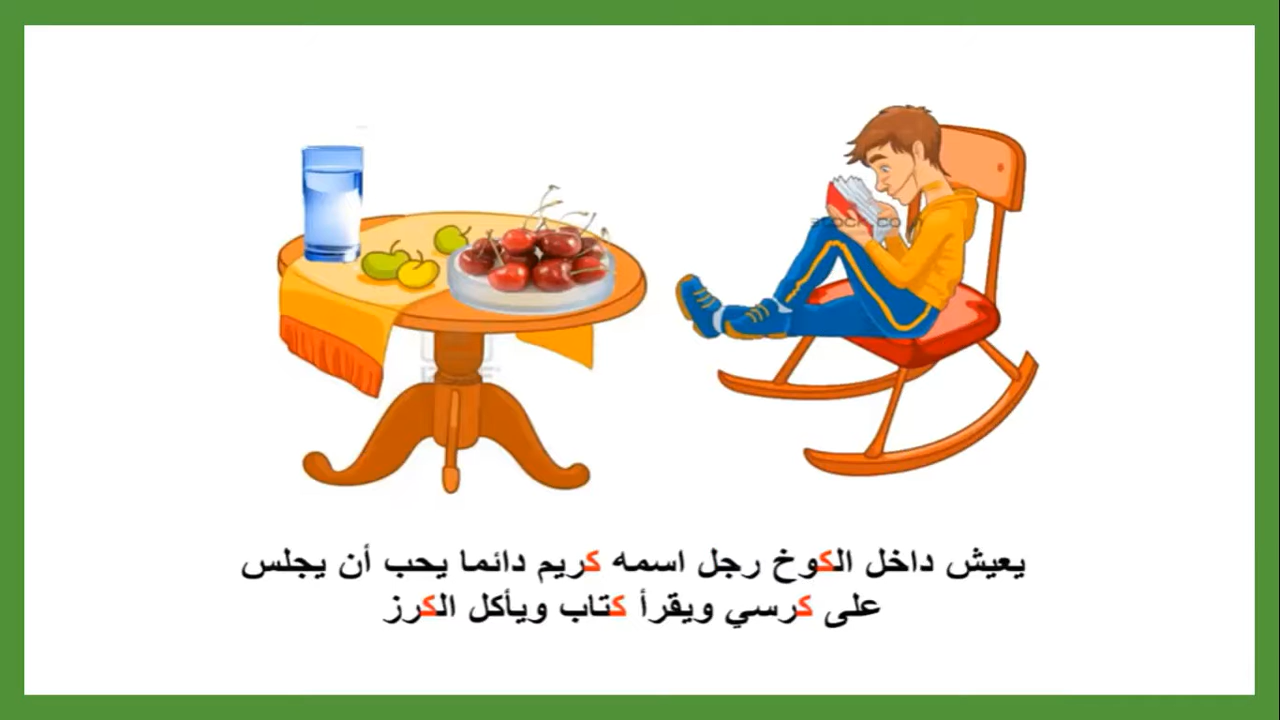 يعيش داخل الكوخ رجل اسمه كريم دائما يحب أن يجلس
على كرسي ويقرأ كتاب ويأكل الكرز